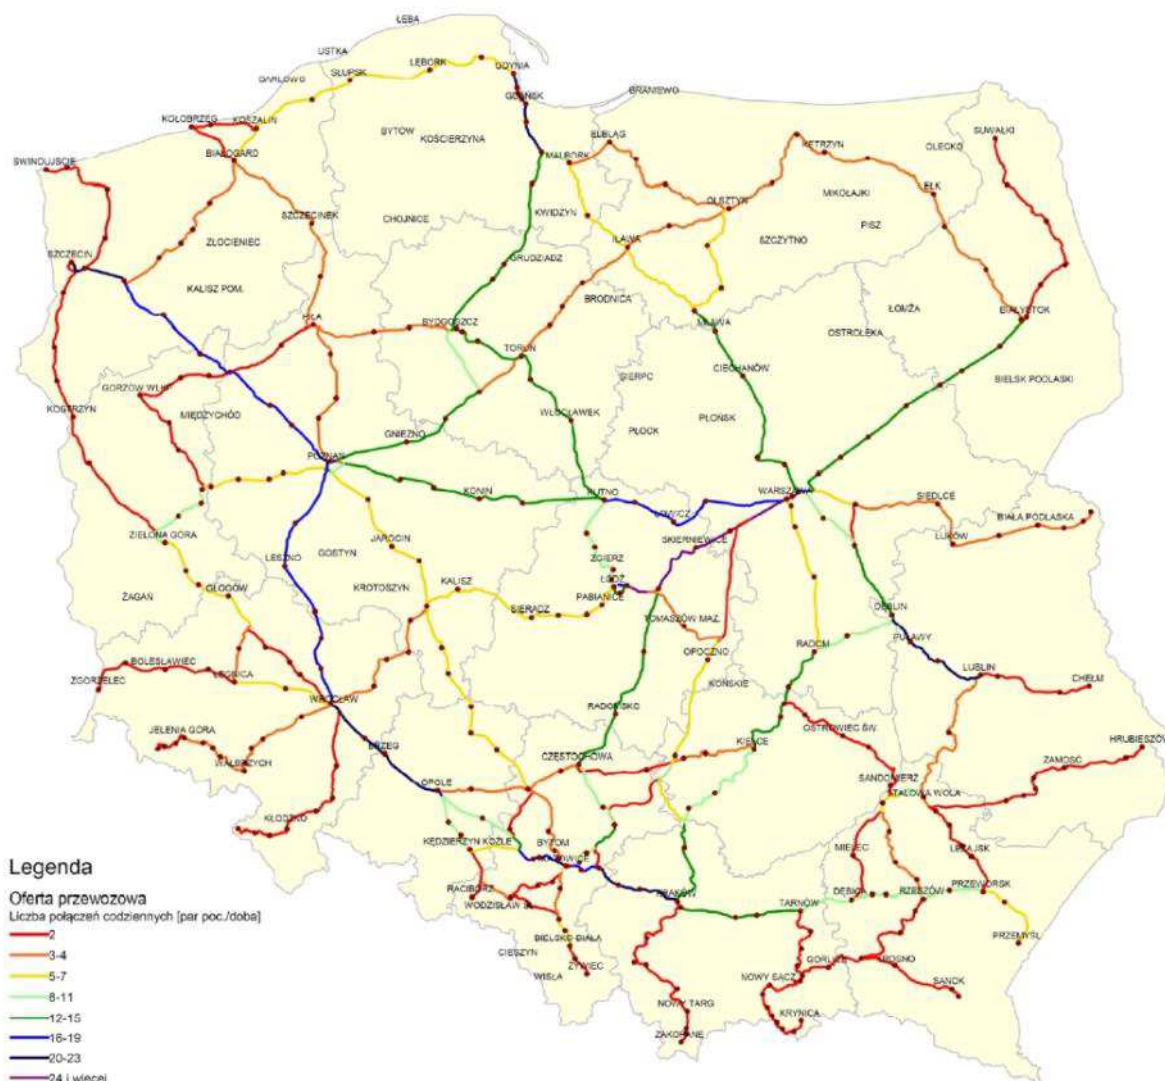 ŁEBA
USTKA
DARŁOWO
SŁUPSK
LĘBORK
GDYNIA
GDAŃSK
BRANIEWO
KOŁOBRZEG
KOSZALIN
BYTÓW
KOŚCIERZYNA
ELBLĄG
KĘTRZYN
SUWAŁKI
OLECKO
ŚWINOUJŚCIE
BIAŁOGARD
MALBORK
MIKOŁAJKI
EŁK
SZCZECINEK
CHOJNICE
KWIDZYN
OLSZTYN
PISZ
ZŁOCIENIEC
IŁAWA
SZCZYTNO
SZCZECIN
GRUDZIĄDZ
KALISZ POM.
BRODNICA
ŁOMŻA
PIŁA
BYDGOSZCZ
MŁAWA
OSTROŁĘKA
BIAŁYSTOK
TORUŃ
SIERPC
CIECHANÓW
BIELSK PODLASKI
GORZÓW WLKP
KOSTRZYN
MIĘDZYCHÓD
WŁOCŁAWEK
PŁOCK
PŁOŃSK
GNIEZNO
POZNAŃ
KONIN
KUTNO
WARSZAWA
SIEDLCE
ŁOWICZ
BIAŁA PODLASKA
ZIELONA GÓRA
LESZNO
GOSTYŃ
JAROCIN
SKIERNIEWICE
ŁUKÓW
ZGIERZ
ŻAGAŃ
GŁOGÓW
KROTOSZYN
KALISZ
ŁÓDŹ
PABIANICE
SIERADZ
TOMASZÓW MAZ.
DĘBLIN
PUŁAWY
RADOM
OPOCZNO
BOLESŁAWIEC
LEGNICA
ZGORZELEC
LUBLIN
CHEŁM
KOŃSKIE
WROCŁAW
RADOMSKO
JELENIA GÓRA
OSTROWIEC ŚW.
BRZEG
KIELCE
HRUBIESZÓW
WAŁBRZYCH
CZĘSTOCHOWA
ZAMOŚĆ
SANDOMIERZ
OPOLE
STALOWA WOLA
KŁODZKO
KĘDZIERZYN KOŹLE
BYTOM
MIELEC
LEŻAJSK
KATOWICE
RACIBÓRZ
WODZISŁAW Ś.
KRAKÓW
TARNÓW
DĘBICA
RZESZÓW
PRZEWORSK
BIELSKO-BIAŁA
CIESZYN
PRZEMYŚL
ŻYWIEC
WISŁA
GORLICE
KROSNO
NOWY SĄCZ
SANOK
NOWY TARG
KRYNICA
ZAKOPANE
Legenda
Oferta przewozowa
Liczba połączeń codziennych [par poc./doba]
2
3-4
5-7
8-11
12-15
16-19
20-23
24 i więcej